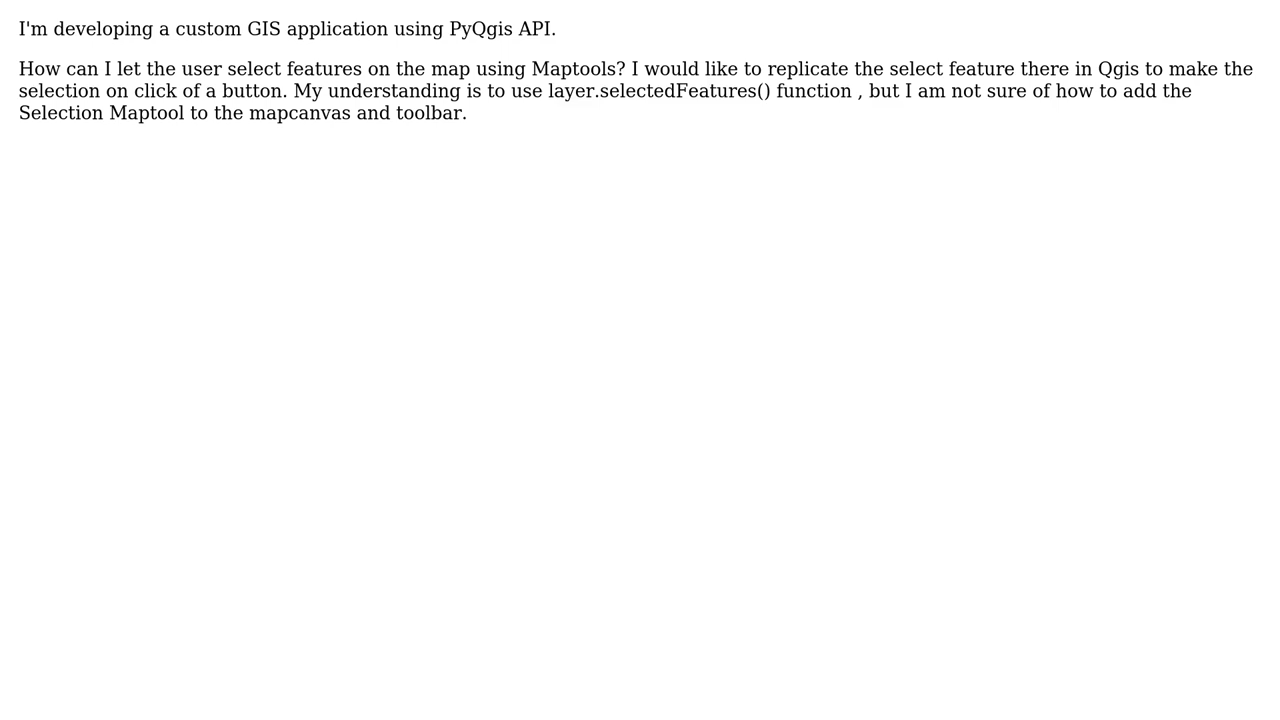 I'm developing a custom GIS application using PyQgis API.
How can I let the user select features on the map using Maptools? I would like to replicate the select feature there in Qgis to make the
selection on click of a button. My understanding is to use layer.selectedFeatures() function , but I am not sure of how to add the
Selection Maptool to the mapcanvas and toolbar.